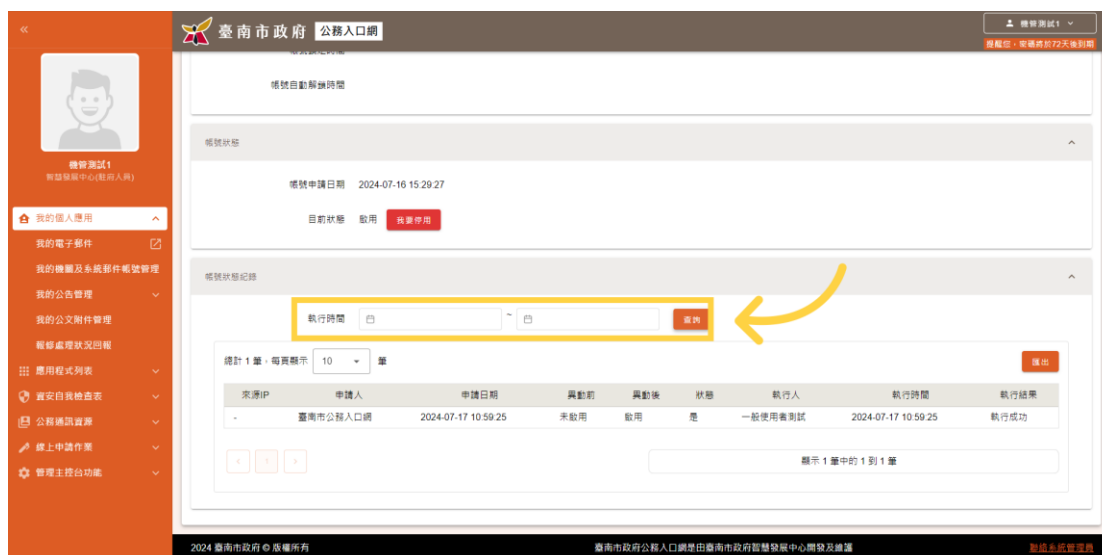 臺南市政府 公務入口網
機管測試1
提醒您，密碼將於72天後到期
機管測試1
智慧發展中心(駐府人員)
我的個人應用
我的電子郵件
我的機關及系統郵件帳號管理
我的公告管理
我的公文附件管理
報修處理狀況回報
應用程式列表
資安自我檢查表
公務通訊資源
線上申請作業
管理主控台功能
帳號自動解鎖時間
帳號狀態
帳號申請日期 2024-07-16 15:29:27
目前狀態 啟用 我要停用
帳號狀態紀錄
執行時間 ~ 查詢
總計 1 筆，每頁顯示 10 筆 匯出
來源IP 申請人 申請日期 異動前 異動後 狀態 執行人 執行時間 執行結果
- 臺南市公務入口網 2024-07-17 10:59:25 未啟用 啟用 是 一般使用者測試 2024-07-17 10:59:25 執行成功
1
顯示 1 筆中的 1 到 1 筆
2024 臺南市政府 © 版權所有 臺南市政府公務入口網是由臺南市政府智慧發展中心開發及維護 聯絡系統管理員